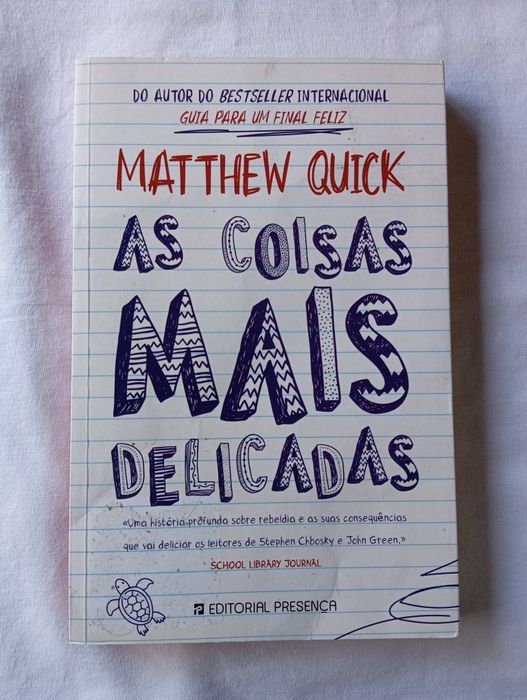 DO AUTOR DO BESTSELLER INTERNACIONAL
GUIA PARA UM FINAL FELIZ
MATTHEW QUICK
AS COISAS
MAIS
DELICADAS
«Uma história profunda sobre rebeldia e as suas consequências
que vai deliciar os leitores de Stephen Chbosky e John Green.»
SCHOOL LIBRARY JOURNAL
EDITORIAL PRESENÇA